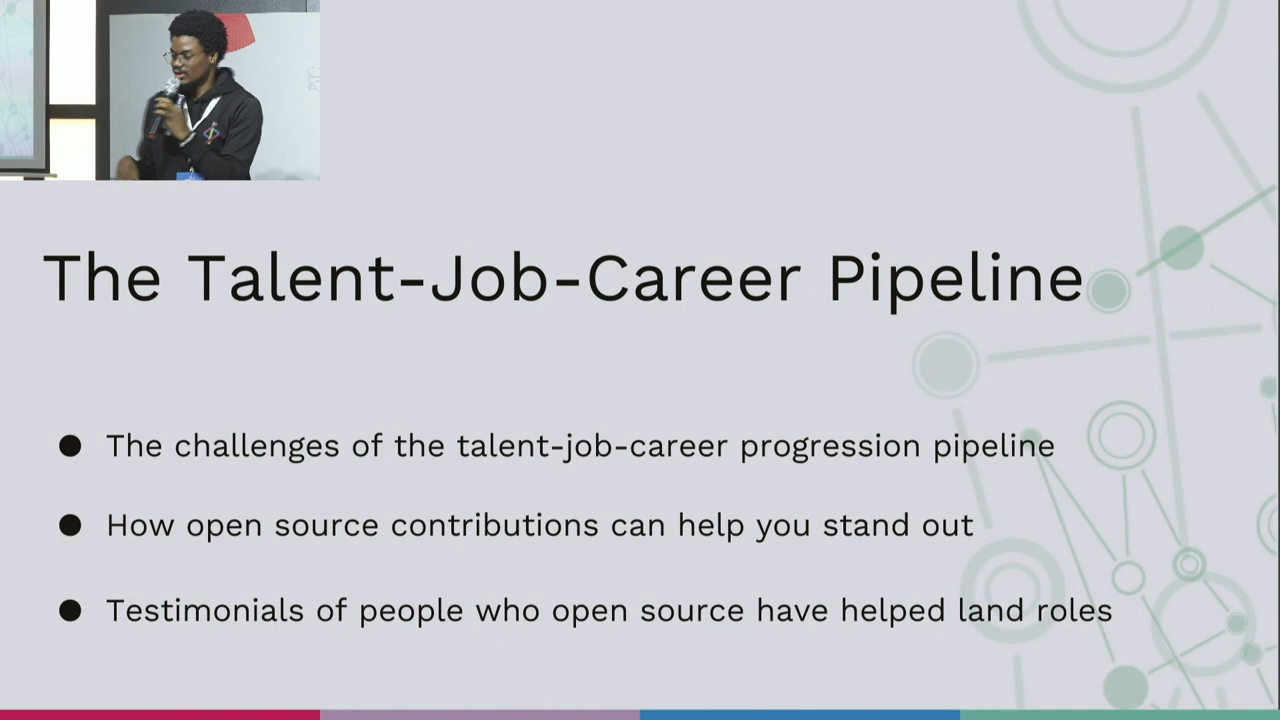 The Talent-Job-Career Pipeline
● The challenges of the talent-job-career progression pipeline
● How open source contributions can help you stand out
● Testimonials of people who open source have helped land roles